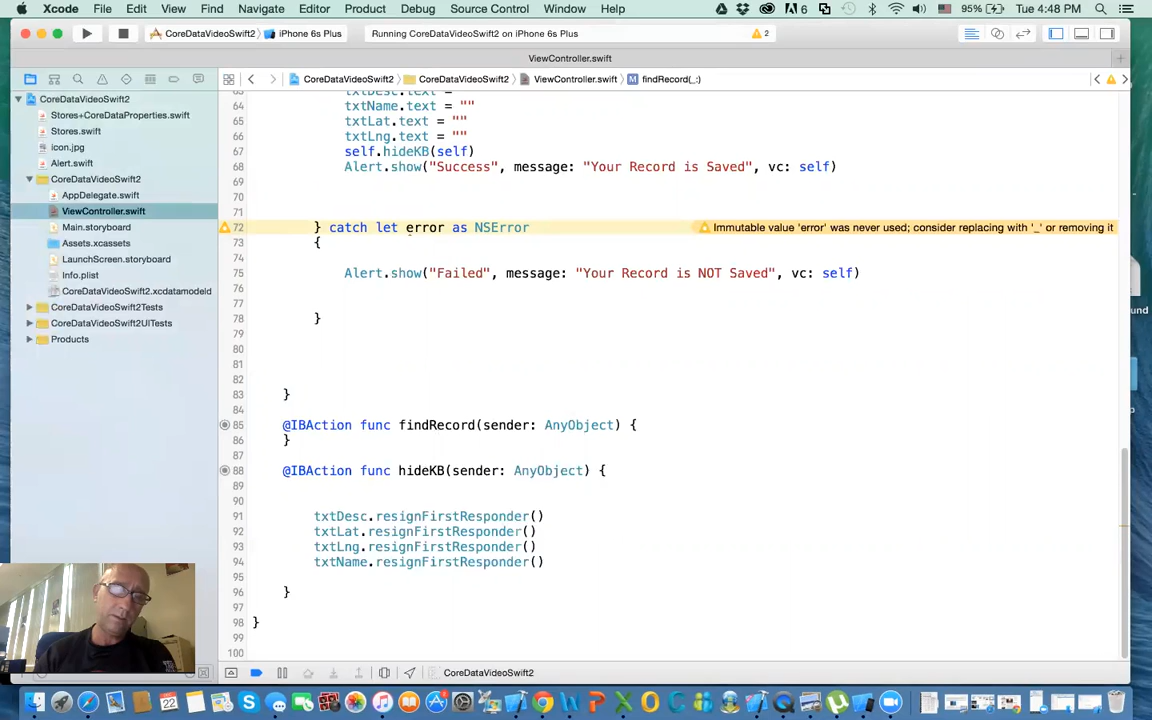 Xcode File Edit View Find Navigate Editor Product Debug Source Control Window Help 6 95% Tue 4:48 PM
CoreDataVideoSwift2 iPhone 6s Plus Running CoreDataVideoSwift2 on iPhone 6s Plus 2
ViewController.swift
CoreDataVideoSwift2 CoreDataVideoSwift2 ViewController.swift M findRecord(_:)
CoreDataVideoSwift2
Stores+CoreDataProperties.swift
Stores.swift
icon.jpg
Alert.swift
CoreDataVideoSwift2
AppDelegate.swift
ViewController.swift
Main.storyboard
Assets.xcassets
LaunchScreen.storyboard
Info.plist
CoreDataVideoSwift2.xcdatamodeld
CoreDataVideoSwift2Tests
CoreDataVideoSwift2UITests
Products
63 txtDesc.text = ""
64 txtName.text = ""
65 txtLat.text = ""
66 txtLng.text = ""
67 self.hideKB(self)
68 Alert.show("Success", message: "Your Record is Saved", vc: self)
69
70
71
72 } catch let error as NSError Immutable value 'error' was never used; consider replacing with '_' or removing it
73 {
74
75 Alert.show("Failed", message: "Your Record is NOT Saved", vc: self)
76
77
78 }
79
80
81
82
83 }
84
85 @IBAction func findRecord(sender: AnyObject) {
86 }
87
88 @IBAction func hideKB(sender: AnyObject) {
89
90
91 txtDesc.resignFirstResponder()
92 txtLat.resignFirstResponder()
93 txtLng.resignFirstResponder()
94 txtName.resignFirstResponder()
95
96 }
97
98 }
99
100
CoreDataVideoSwift2
und